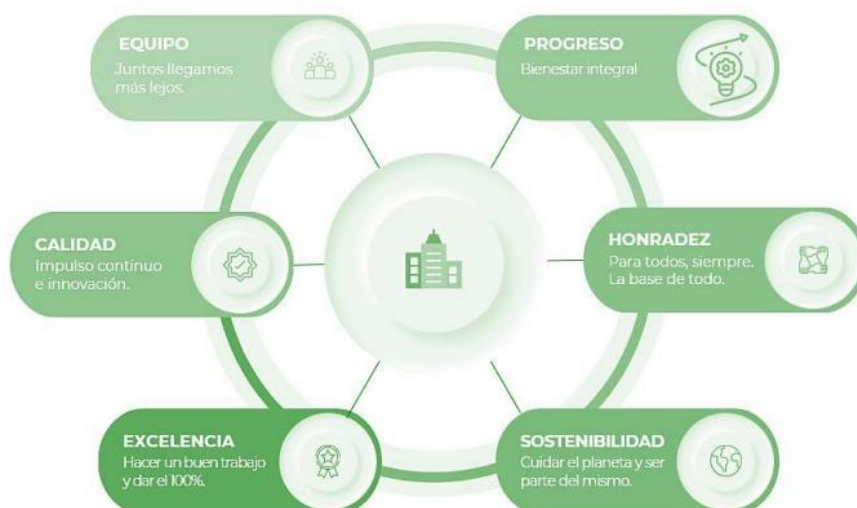 EQUIPO
Juntos llegamos
más lejos.
PROGRESO
Bienestar integral
CALIDAD
Impulso continuo
e innovación.
HONRADEZ
Para todos, siempre.
La base de todo.
EXCELENCIA
Hacer un buen trabajo
y dar el 100%.
SOSTENIBILIDAD
Cuidar el planeta y ser
parte del mismo.